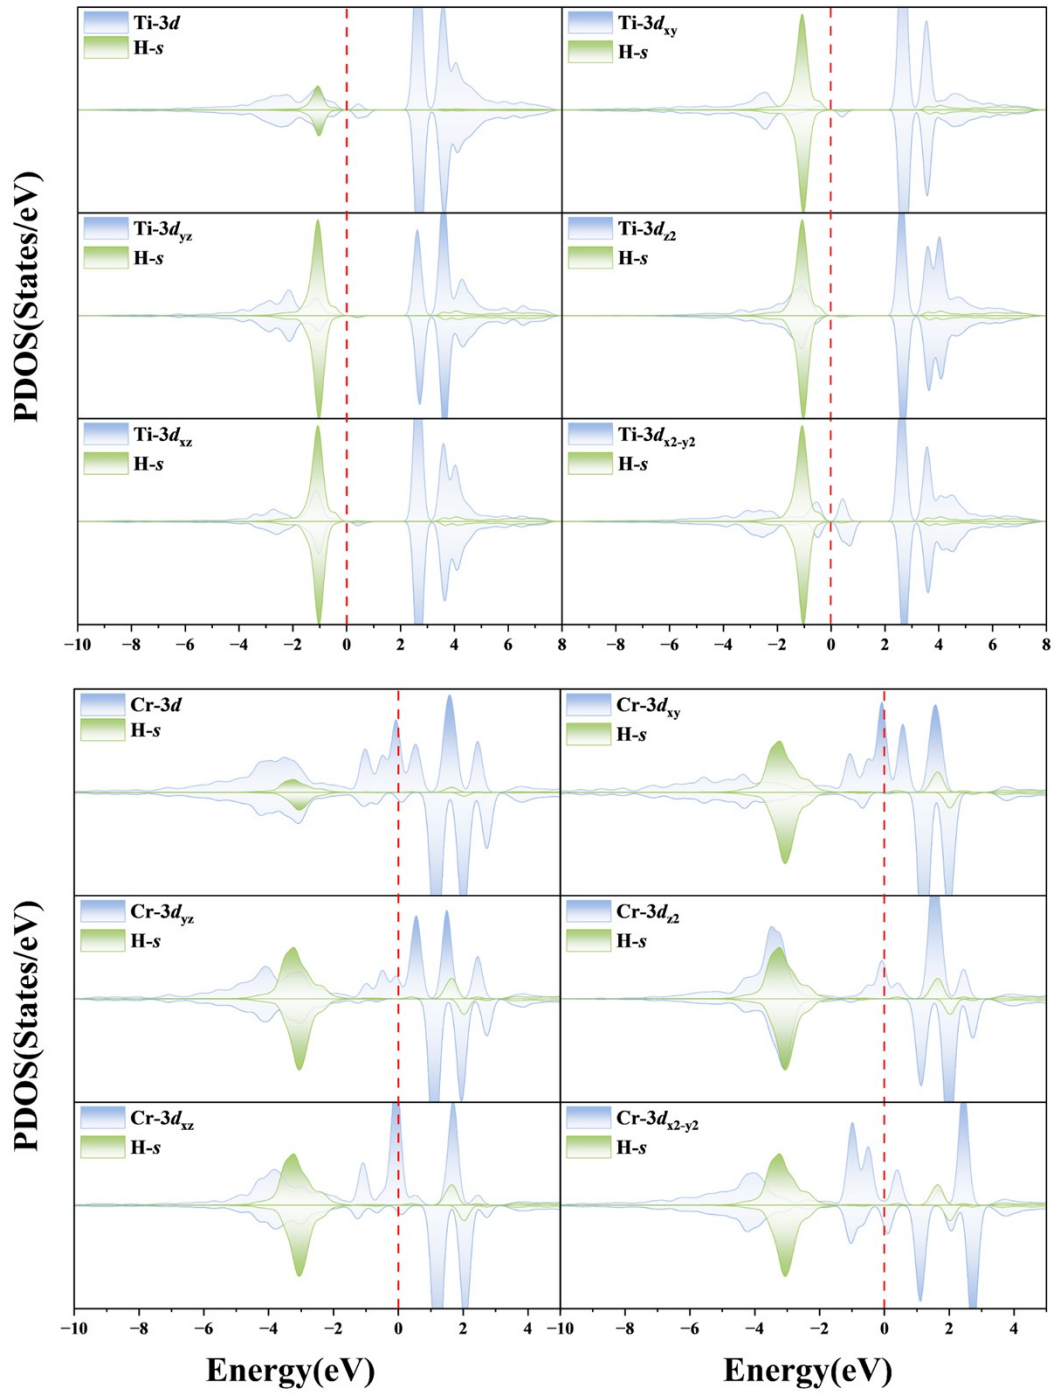 PDOS(States/eV)
Ti-3d
H-s
Ti-3dxy
H-s
Ti-3dyz
H-s
Ti-3dz2
H-s
Ti-3dxz
H-s
Ti-3dx2-y2
H-s
−10 −8 −6 −4 −2 0 2 4 6 8 −8 −6 −4 −2 0 2 4 6 8
PDOS(States/eV)
Cr-3d
H-s
Cr-3dxy
H-s
Cr-3dyz
H-s
Cr-3dz2
H-s
Cr-3dxz
H-s
Cr-3dx2-y2
H-s
−10 −8 −6 −4 −2 0 2 4 −10 −8 −6 −4 −2 0 2 4
Energy(eV) Energy(eV)